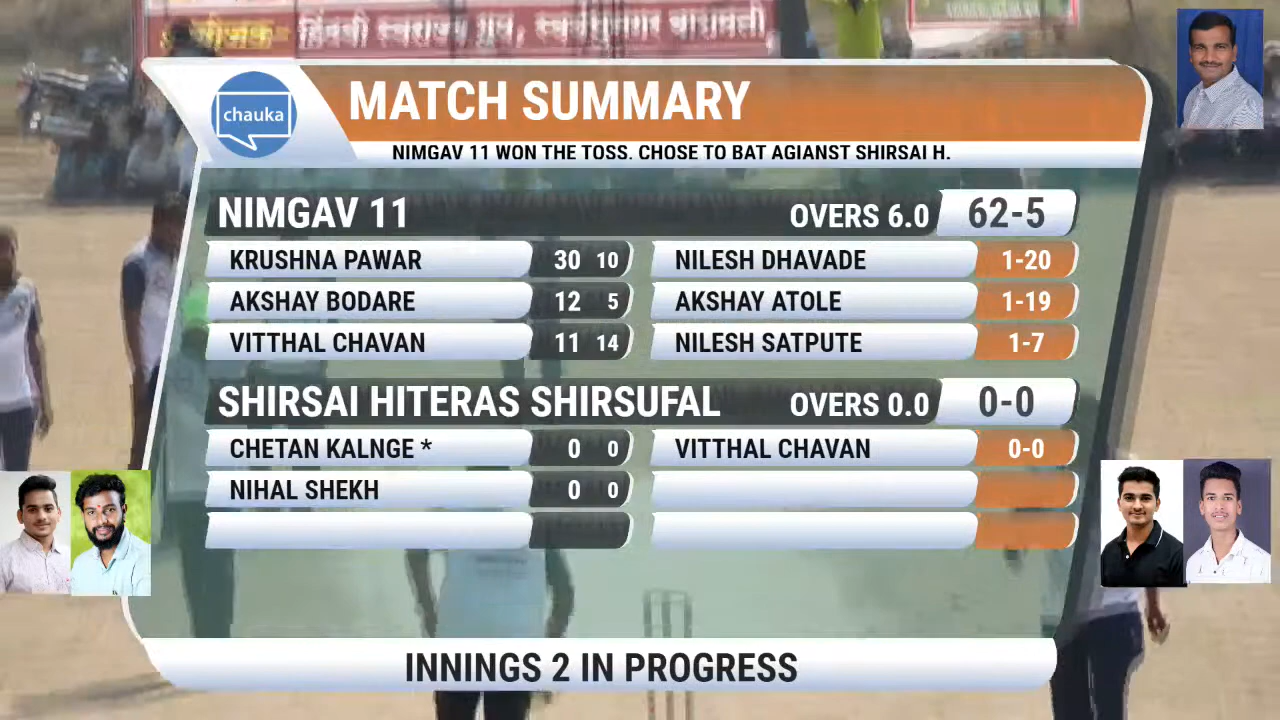 हिंदवी स्वराज्य ग्रुप,
chauka
MATCH SUMMARY
NIMGAV 11 WON THE TOSS. CHOSE TO BAT AGIANST SHIRSAI H.
NIMGAV 11 OVERS 6.0 62-5
KRUSHNA PAWAR 30 10 NILESH DHAVADE 1-20
AKSHAY BODARE 12 5 AKSHAY ATOLE 1-19
VITTHAL CHAVAN 11 14 NILESH SATPUTE 1-7
SHIRSAI HITERAS SHIRSUFAL OVERS 0.0 0-0
CHETAN KALNGE * 0 0 VITTHAL CHAVAN 0-0
NIHAL SHEKH 0 0
INNINGS 2 IN PROGRESS